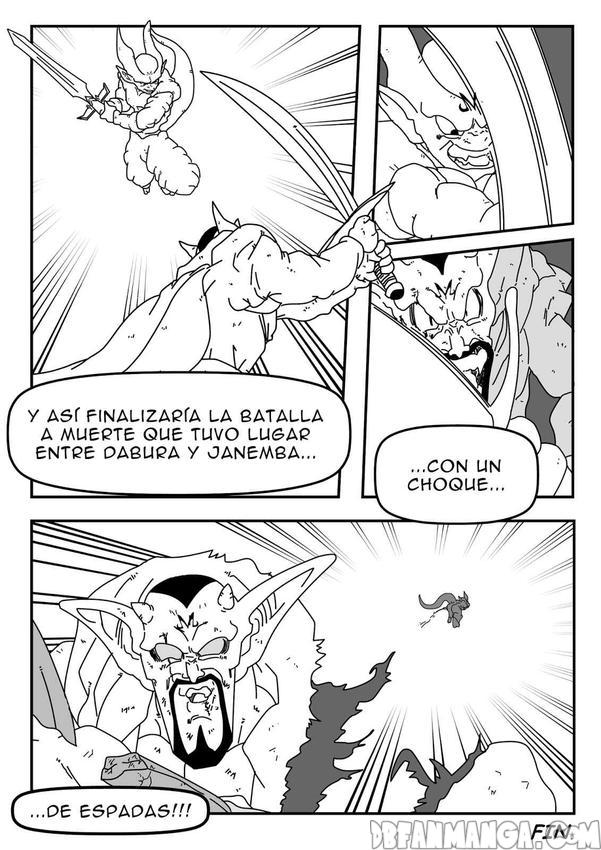 Y ASÍ FINALIZARÍA LA BATALLA
A MUERTE QUE TUVO LUGAR
ENTRE DABURA Y JANEMBA...
...CON UN
CHOQUE...
...DE ESPADAS!!!
FIN.
DBFANMANGA.COM